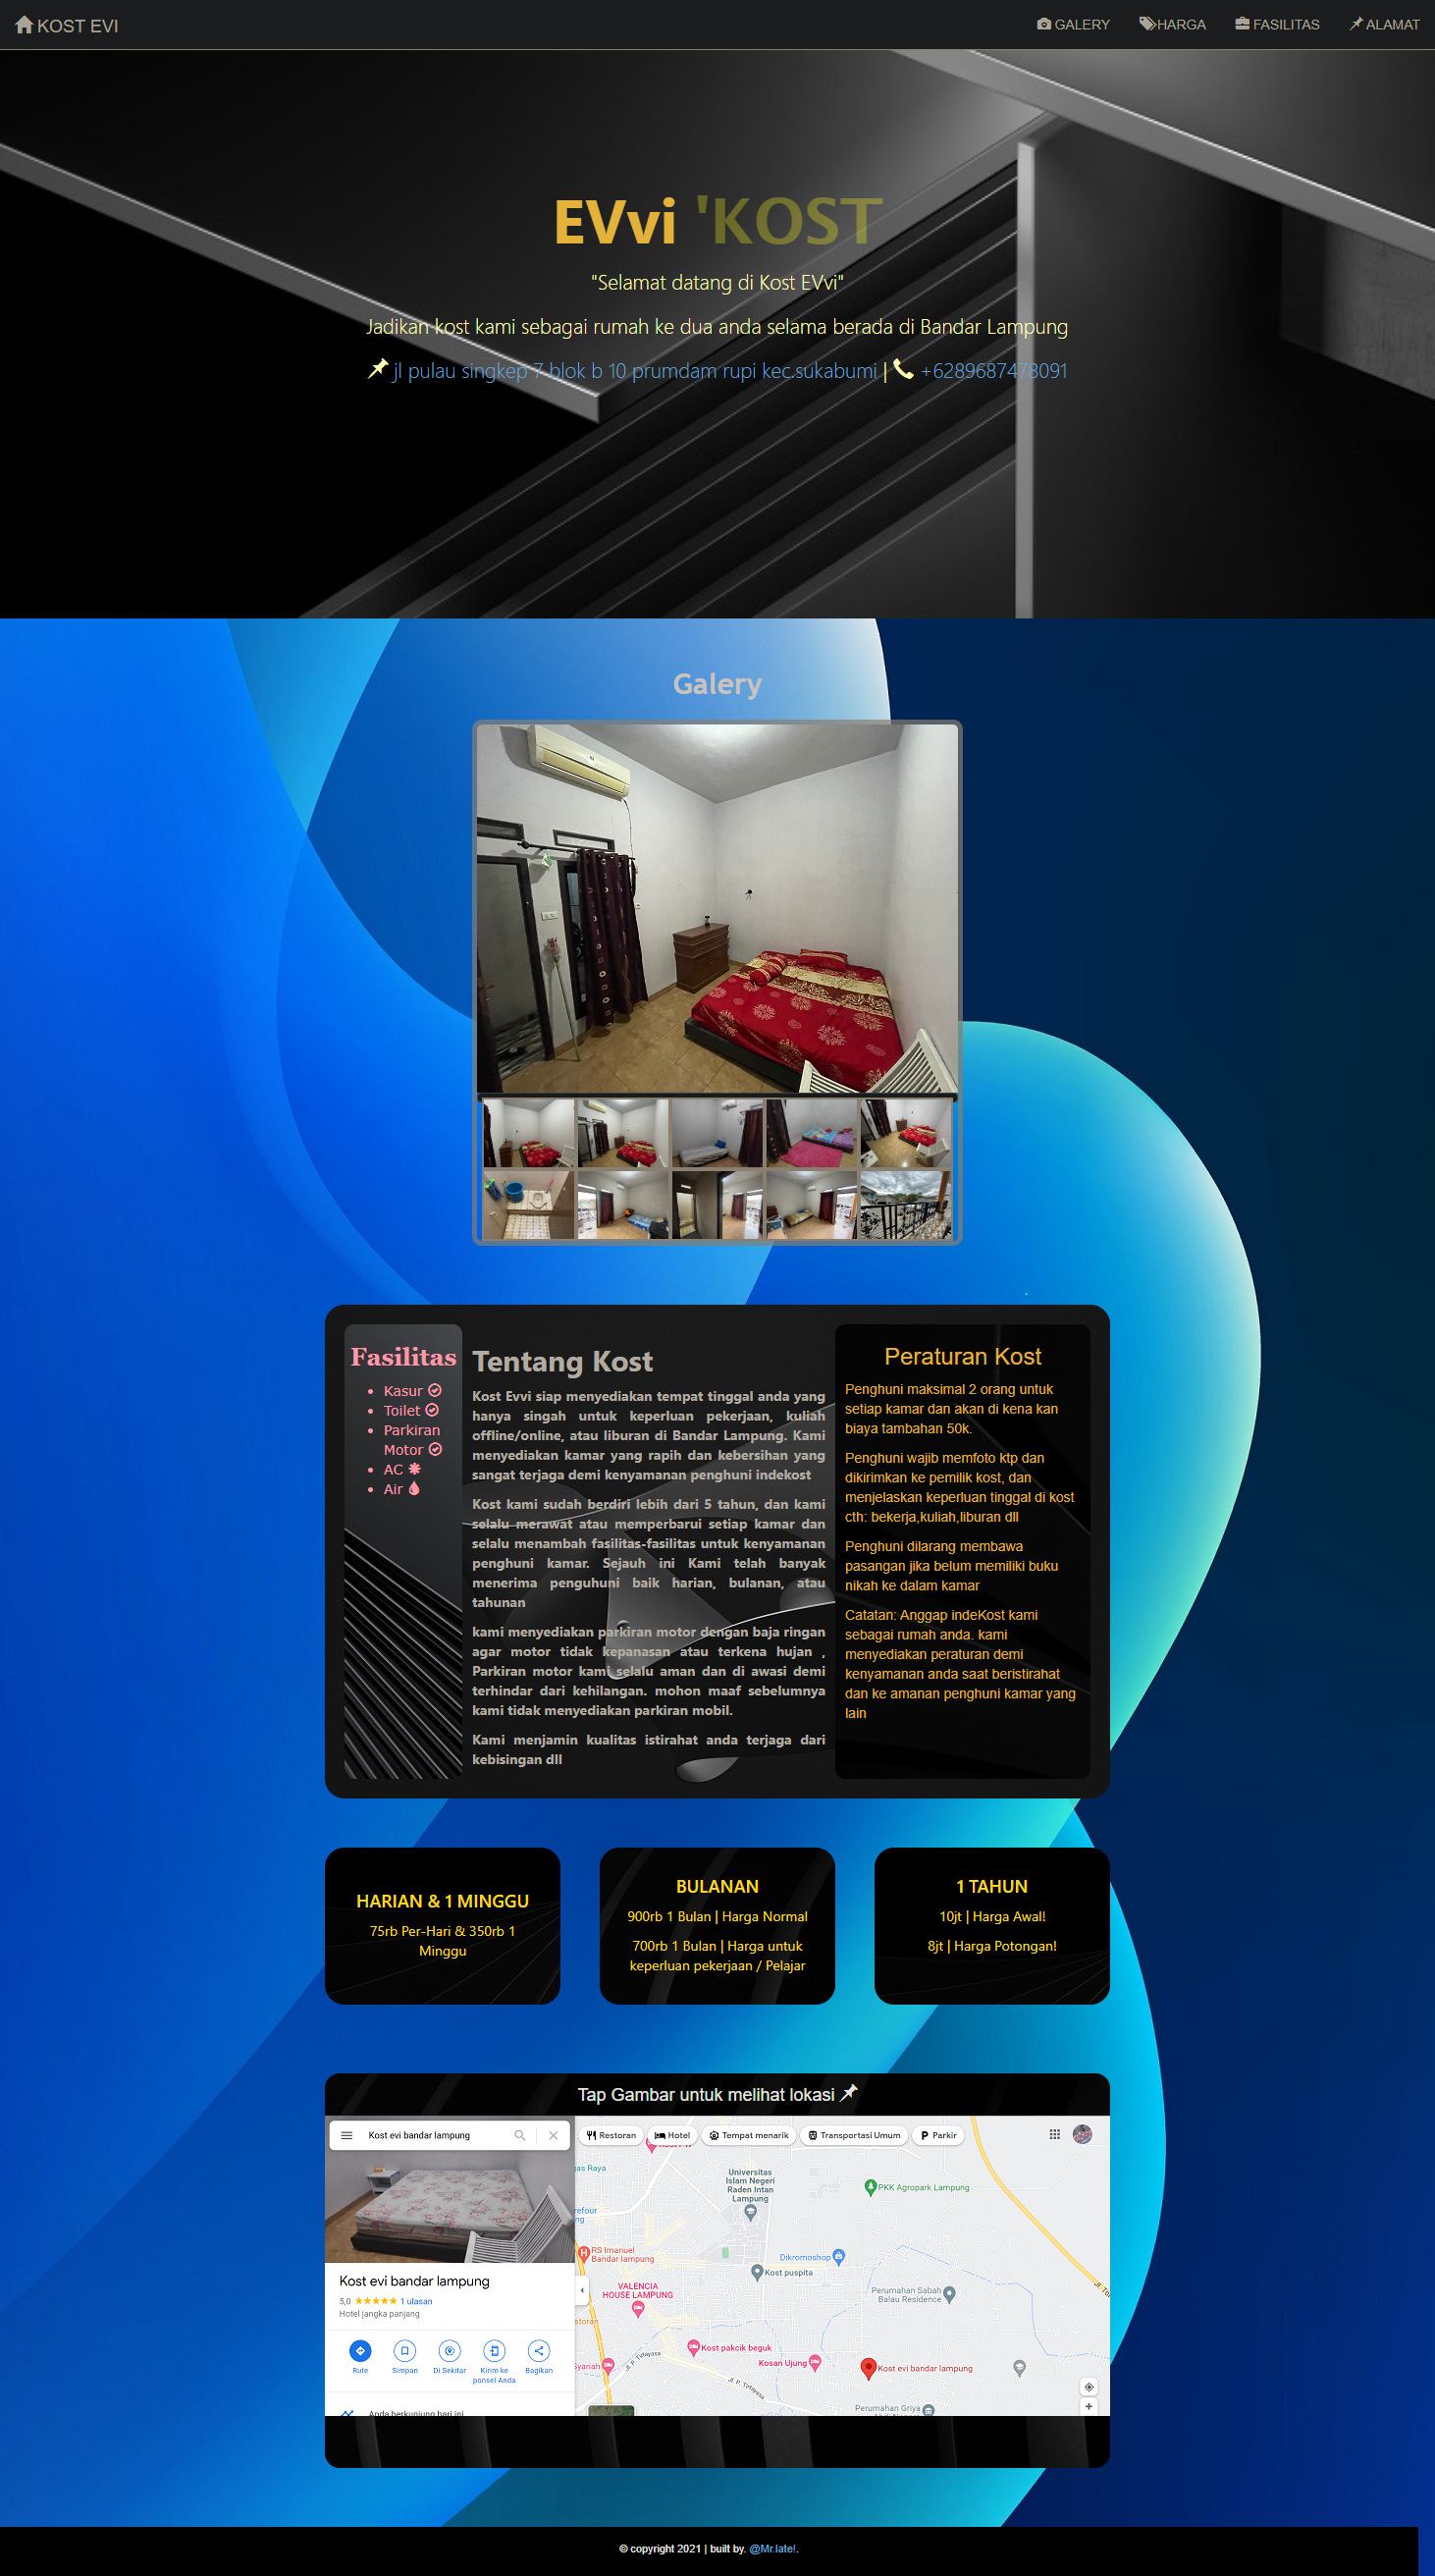 KOST EVI
GALERY HARGA FASILITAS ALAMAT
EVvi 'KOST
"Selamat datang di Kost EVvi"
Jadikan kost kami sebagai rumah ke dua anda selama berada di Bandar Lampung
jl pulau singkep 7 blok b 10 prumdam rupi kec.sukabumi | +6289687478091
Galery
Fasilitas
• Kasur
• Toilet
• Parkiran
Motor
• AC
• Air
Tentang Kost
Kost Evvi siap menyediakan tempat tinggal anda yang
hanya singah untuk keperluan pekerjaan, kuliah
offline/online, atau liburan di Bandar Lampung. Kami
menyediakan kamar yang rapih dan kebersihan yang
sangat terjaga demi kenyamanan penghuni indekost
Kost kami sudah berdiri lebih dari 5 tahun, dan kami
selalu merawat atau memperbarui setiap kamar dan
selalu menambah fasilitas-fasilitas untuk kenyamanan
penghuni kamar. Sejauh ini Kami telah banyak
menerima penguhuni baik harian, bulanan, atau
tahunan
kami menyediakan parkiran motor dengan baja ringan
agar motor tidak kepanasan atau terkena hujan ,
Parkiran motor kami selalu aman dan di awasi demi
terhindar dari kehilangan. mohon maaf sebelumnya
kami tidak menyediakan parkiran mobil.
Kami menjamin kualitas istirahat anda terjaga dari
kebisingan dll
Peraturan Kost
Penghuni maksimal 2 orang untuk
setiap kamar dan akan di kena kan
biaya tambahan 50k.
Penghuni wajib memfoto ktp dan
dikirimkan ke pemilik kost, dan
menjelaskan keperluan tinggal di kost
cth: bekerja,kuliah,liburan dll
Penghuni dilarang membawa
pasangan jika belum memiliki buku
nikah ke dalam kamar
Catatan: Anggap indeKost kami
sebagai rumah anda. kami
menyediakan peraturan demi
kenyamanan anda saat beristirahat
dan ke amanan penghuni kamar yang
lain
HARIAN & 1 MINGGU
75rb Per-Hari & 350rb 1
Minggu
BULANAN
900rb 1 Bulan | Harga Normal
700rb 1 Bulan | Harga untuk
keperluan pekerjaan / Pelajar
1 TAHUN
10jt | Harga Awal!
8jt | Harga Potongan!
Tap Gambar untuk melihat lokasi
Kost evi bandar lampung
Restoran Hotel Tempat menarik Transportasi Umum Parkir
Kost evi bandar lampung
5,0 1 ulasan
Hotel jangka panjang
Rute Simpan Di Sekitar Kirim ke
ponsel Anda Bagikan
Anda berkunjung hari ini
as Raya
Universitas
Islam Negeri
Raden Intan
Lampung
PKK Agropark Lampung
refour
ng
RS Imanuel
Bandar lampung
Dikromoshop
Kost puspita
VALENCIA
HOUSE LAMPUNG
Perumahan Sabah
Balau Residence
storan
Kost pakcik beguk
Syariah
Jl. P. Tutayasa
Kosan Ujung
Kost evi bandar lampung
Jl. P. Tutayasa
Perumahan Griya
© copyright 2021 | built by. @Mr.late!.